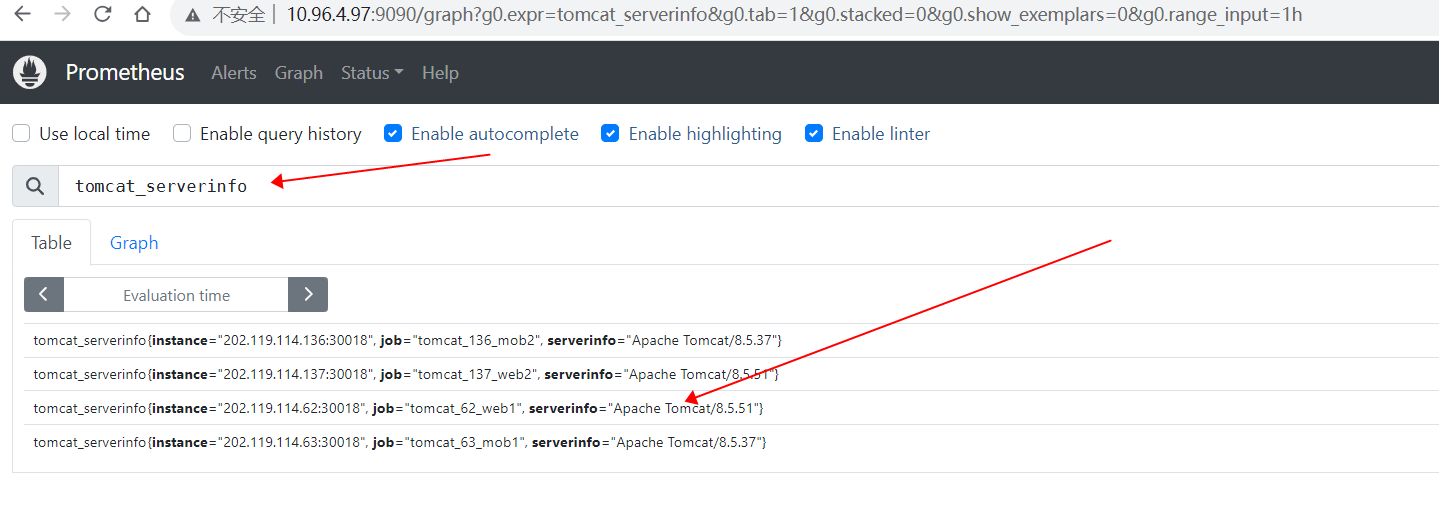 不安全 10.96.4.97:9090/graph?g0.expr=tomcat_serverinfo&g0.tab=1&g0.stacked=0&g0.show_exemplars=0&g0.range_input=1h
Prometheus Alerts Graph Status Help
Use local time Enable query history Enable autocomplete Enable highlighting Enable linter
tomcat_serverinfo
Table Graph
Evaluation time
tomcat_serverinfo{instance="202.119.114.136:30018", job="tomcat_136_mob2", serverinfo="Apache Tomcat/8.5.37"}
tomcat_serverinfo{instance="202.119.114.137:30018", job="tomcat_137_web2", serverinfo="Apache Tomcat/8.5.51"}
tomcat_serverinfo{instance="202.119.114.62:30018", job="tomcat_62_web1", serverinfo="Apache Tomcat/8.5.51"}
tomcat_serverinfo{instance="202.119.114.63:30018", job="tomcat_63_mob1", serverinfo="Apache Tomcat/8.5.37"}